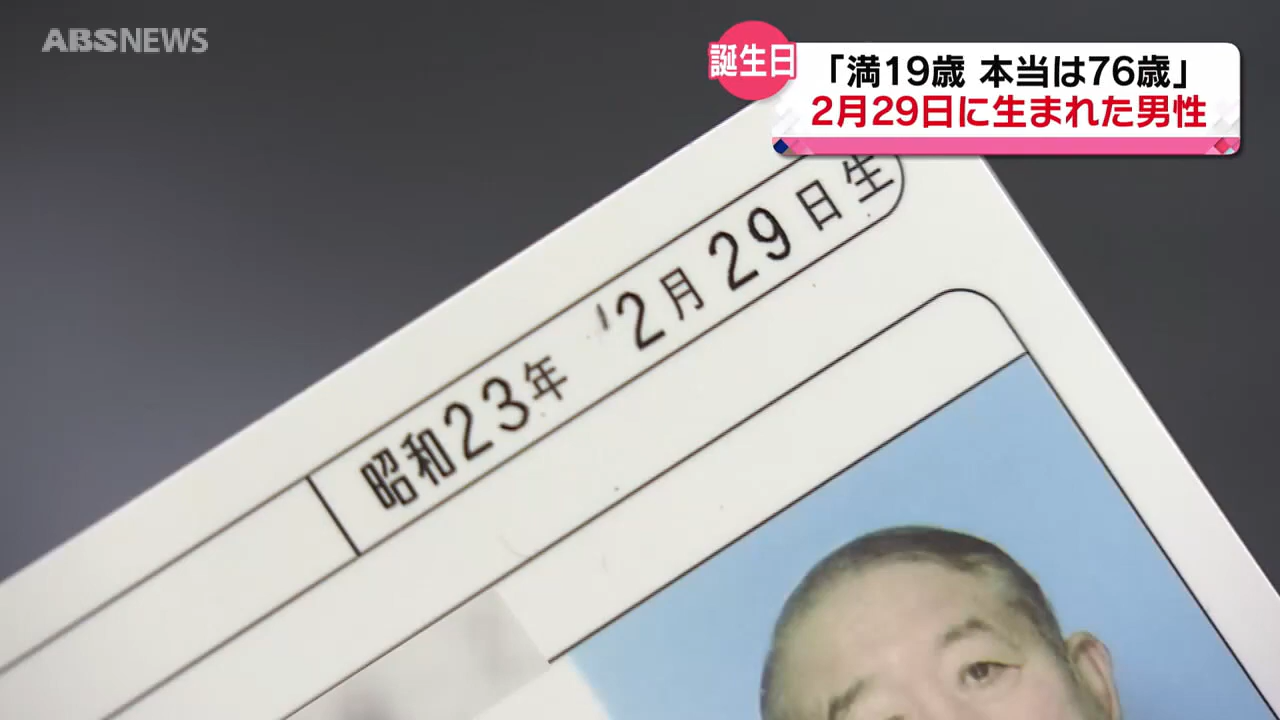 ABSNEWS
誕生日
「満19歳 本当は76歳」
2月29日に生まれた男性
昭和23年 2月29日生